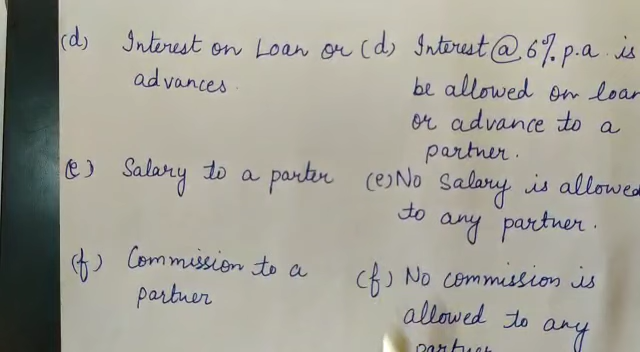 (d) Interest on Loan or
advances.
(d) Interest @ 6% p.a. is
be allowed on loan
or advance to a
partner.
(e) Salary to a parter
(e) No Salary is allowed
to any partner.
(f) Commission to a
partner
(f) No commission is
allowed to any
partner